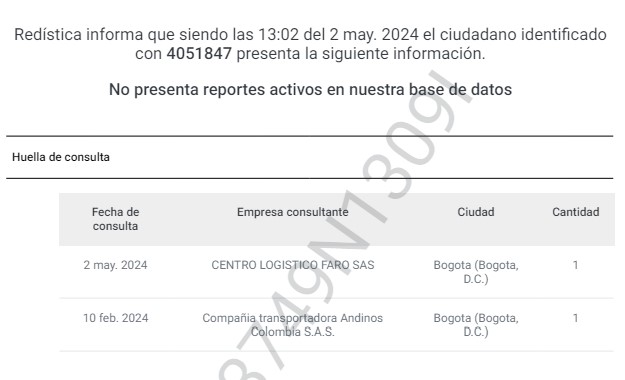 Redística informa que siendo las 13:02 del 2 may. 2024 el ciudadano identificado
con 4051847 presenta la siguiente información.
No presenta reportes activos en nuestra base de datos
Huella de consulta
Fecha de consulta Empresa consultante Ciudad Cantidad
2 may. 2024 CENTRO LOGISTICO FARO SAS Bogota (Bogota, D.C.) 1
10 feb. 2024 Compañia transportadora Andinos Colombia S.A.S. Bogota (Bogota, D.C.) 1